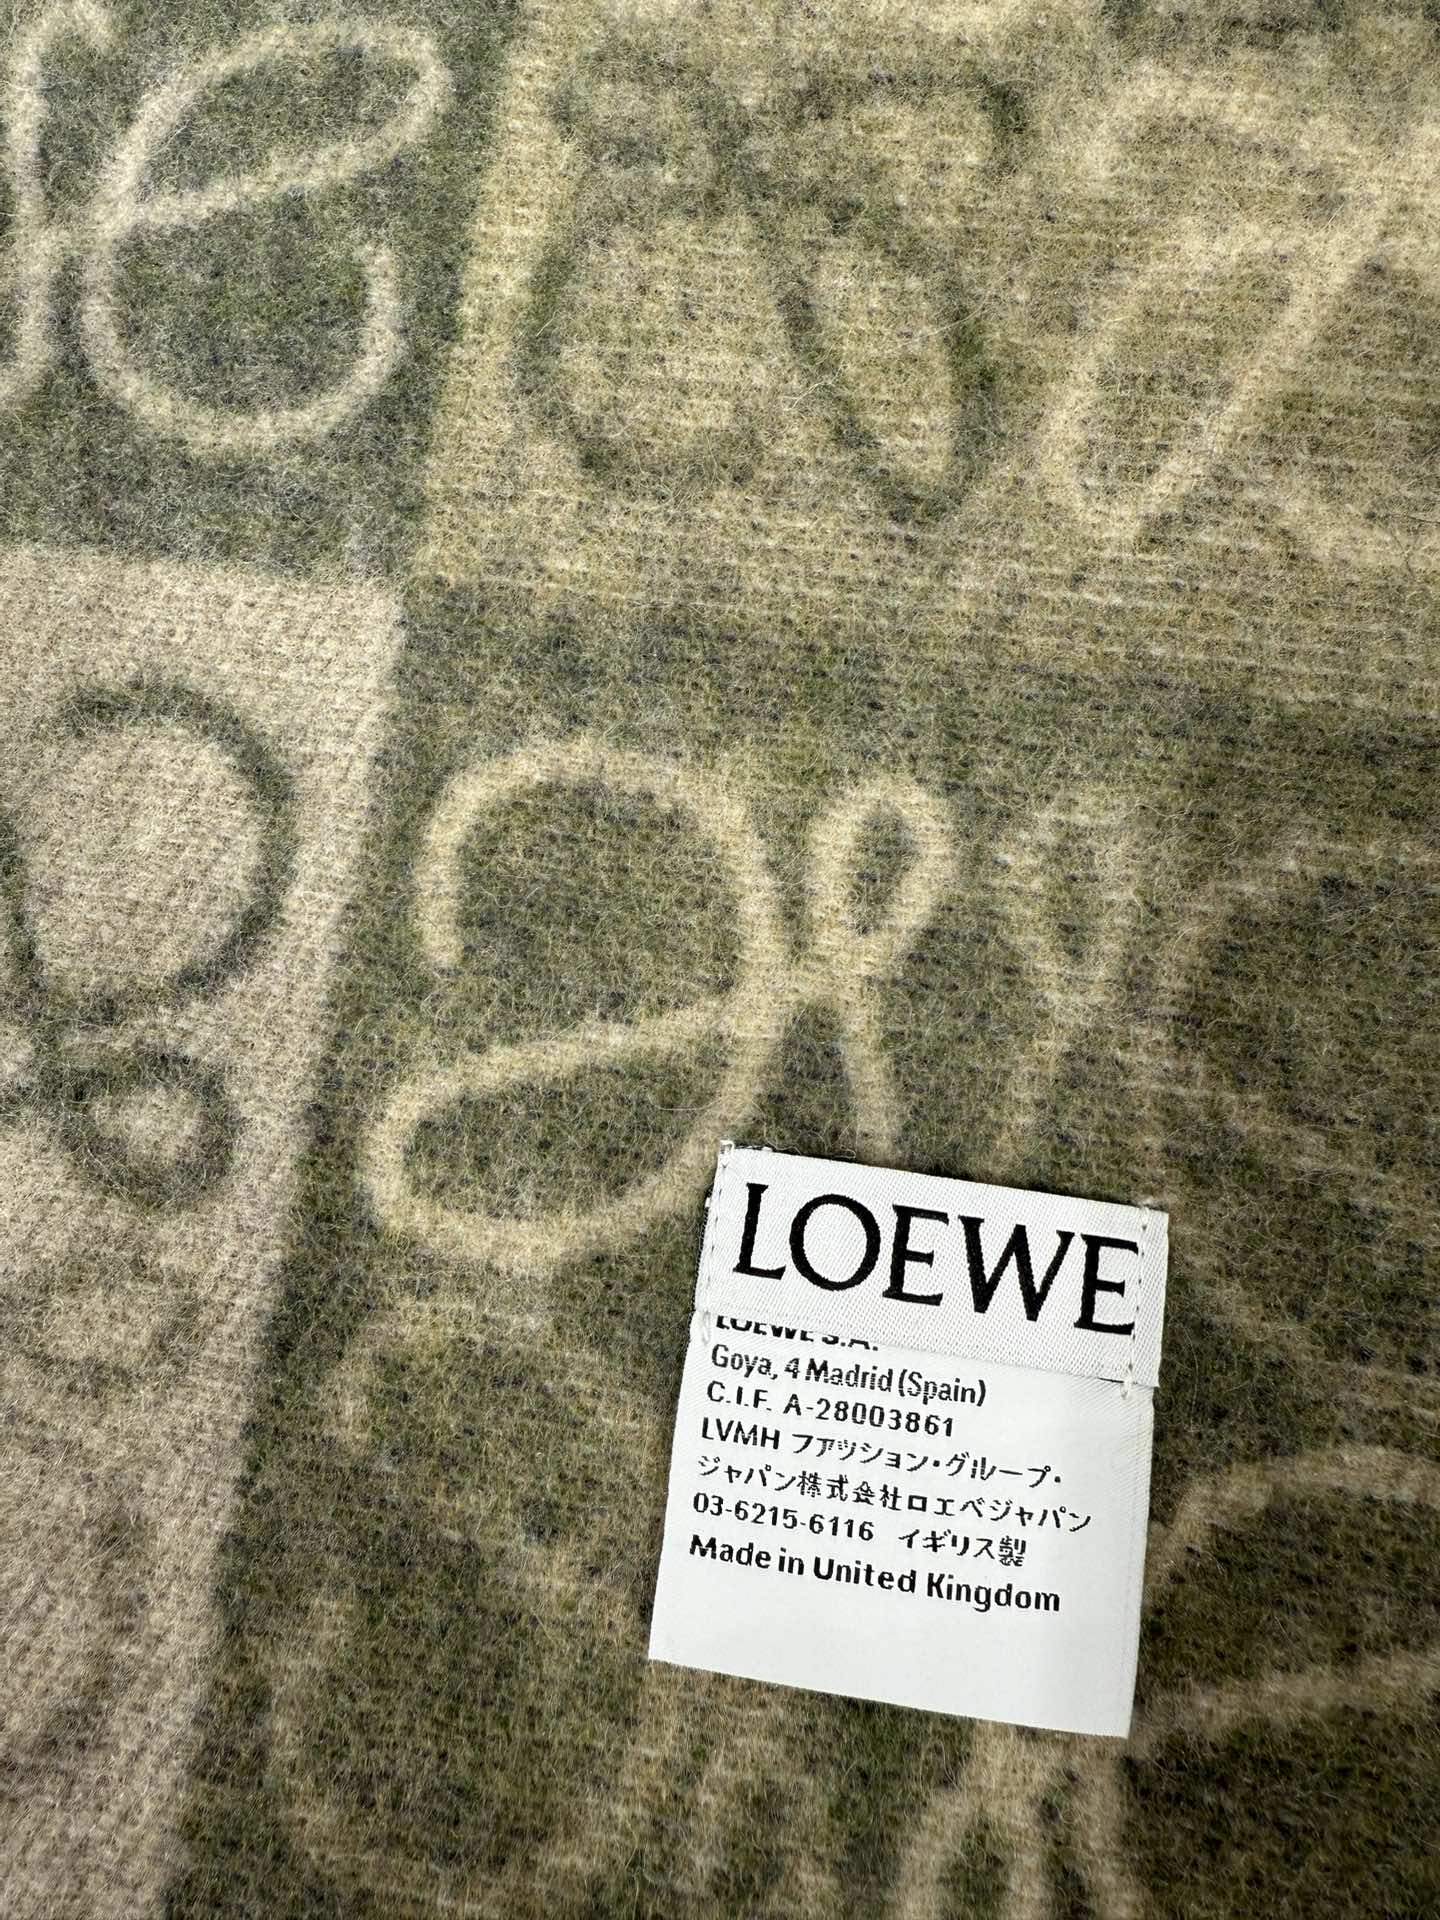 LOEWE
LOEWE S.A.
Goya, 4 Madrid (Spain)
C.I.F. A-28003861
LVMH ファッション・グループ・
ジャパン株式会社ロエベジャパン
03-6215-6116 イギリス製
Made in United Kingdom